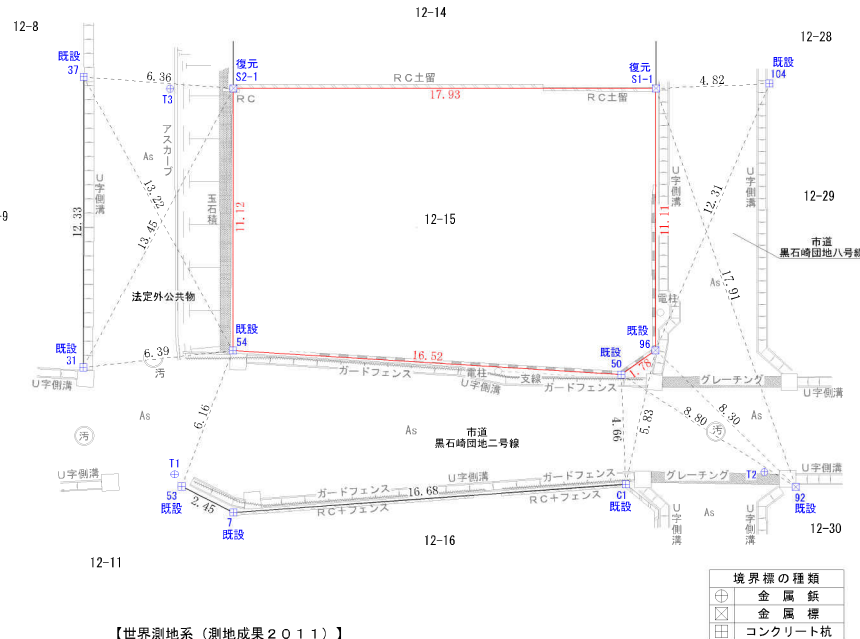 12-14
12-8
12-28
既設
37
復元
S2-1
復元
S1-1
既設
104
6.36
RC土留
4.82
T3
RC
17.93
RC土留
アスカーブ
As
U字側溝
13.22
玉石積
U字側溝
U字側溝
12.31
12-29
-9
12.33
13.45
11.12
12-15
11.11
市道
黒石崎団地八号線
17.91
As
法定外公共物
電柱
既設
31
既設
54
既設
96
6.39
16.52
既設
50
1.78
汚
ガードフェンス
電柱
支線
グレーチング
U字側溝
U字側溝
ガードフェンス
U字側溝
As
6.16
4.66
5.83
8.80
8.30
汚
汚
As
市道
黒石崎団地二号線
As
T1
U字側溝
ガードフェンス
U字側溝
ガードフェンス
グレーチング
T2
U字側溝
53
既設
2.45
7
既設
16.68
RC+フェンス
RC+フェンス
C1
既設
92
既設
U字側溝
As
U字側溝
12-30
12-16
12-11
境界標の種類
金属鋲
金属標
コンクリート杭
【世界測地系(測地成果2011)】